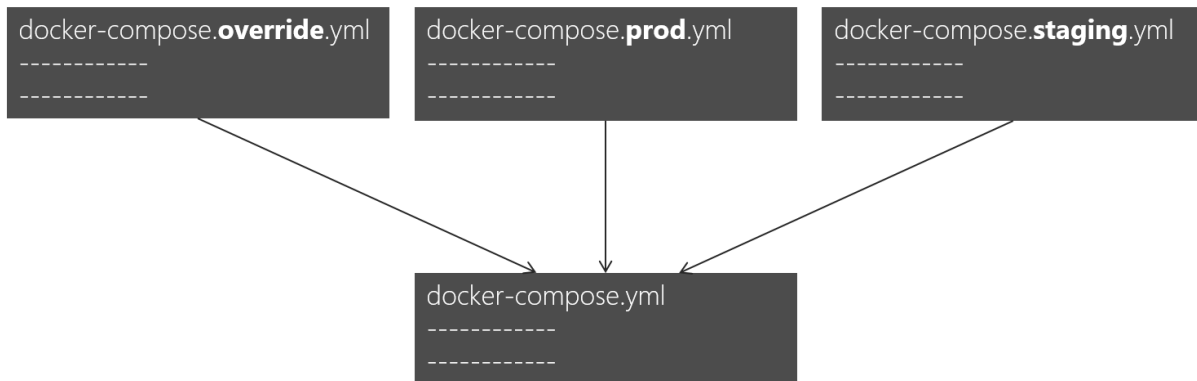 docker-compose.override.yml
------------
------------
docker-compose.prod.yml
------------
------------
docker-compose.staging.yml
------------
------------
docker-compose.yml
------------
------------